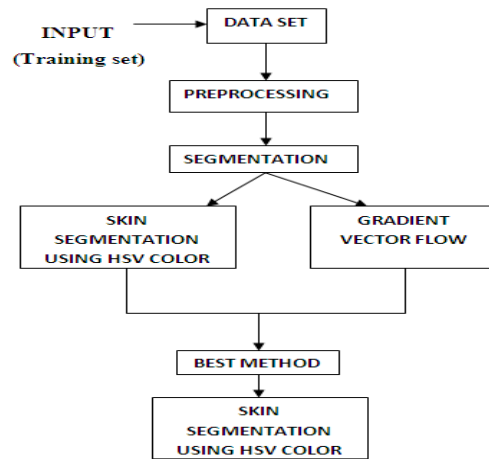 INPUT
(Training set)
DATA SET
PREPROCESSING
SEGMENTATION
SKIN
SEGMENTATION
USING HSV COLOR
GRADIENT
VECTOR FLOW
BEST METHOD
SKIN
SEGMENTATION
USING HSV COLOR